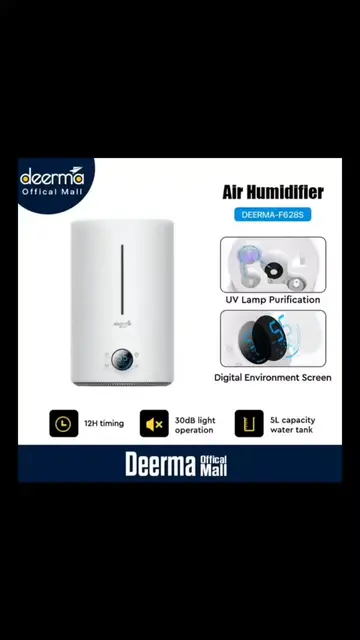 deerma
Offical Mall
Air Humidifier
DEERMA-F628S
UV Lamp Purification
Digital Environment Screen
deerma
12H timing
30dB light
operation
5L capacity
water tank
Deerma Offical
Mall